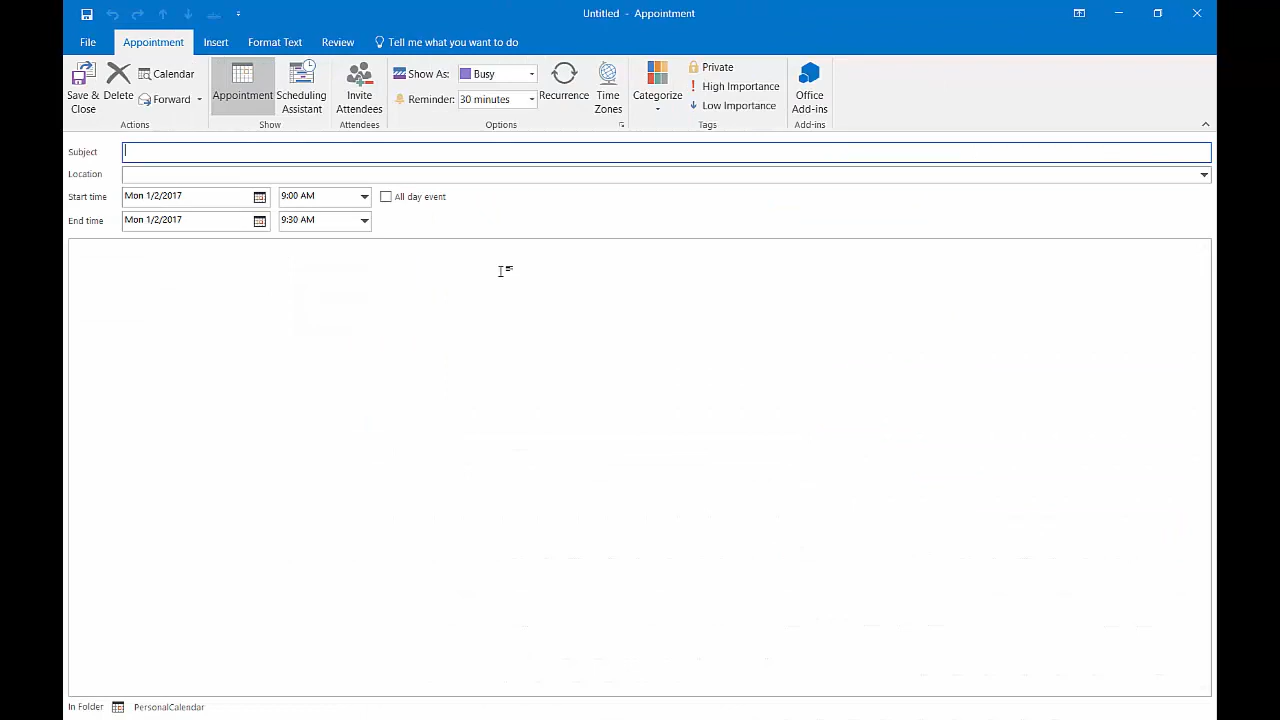 Untitled - Appointment
File Appointment Insert Format Text Review Tell me what you want to do
Save & Close
Delete
Calendar
Forward
Actions
Appointment
Scheduling Assistant
Show
Invite Attendees
Attendees
Show As: Busy
Reminder: 30 minutes
Recurrence
Time Zones
Options
Categorize
Private
High Importance
Low Importance
Tags
Office Add-ins
Add-ins
Subject
Location
Start time Mon 1/2/2017 9:00 AM All day event
End time Mon 1/2/2017 9:30 AM
In Folder PersonalCalendar